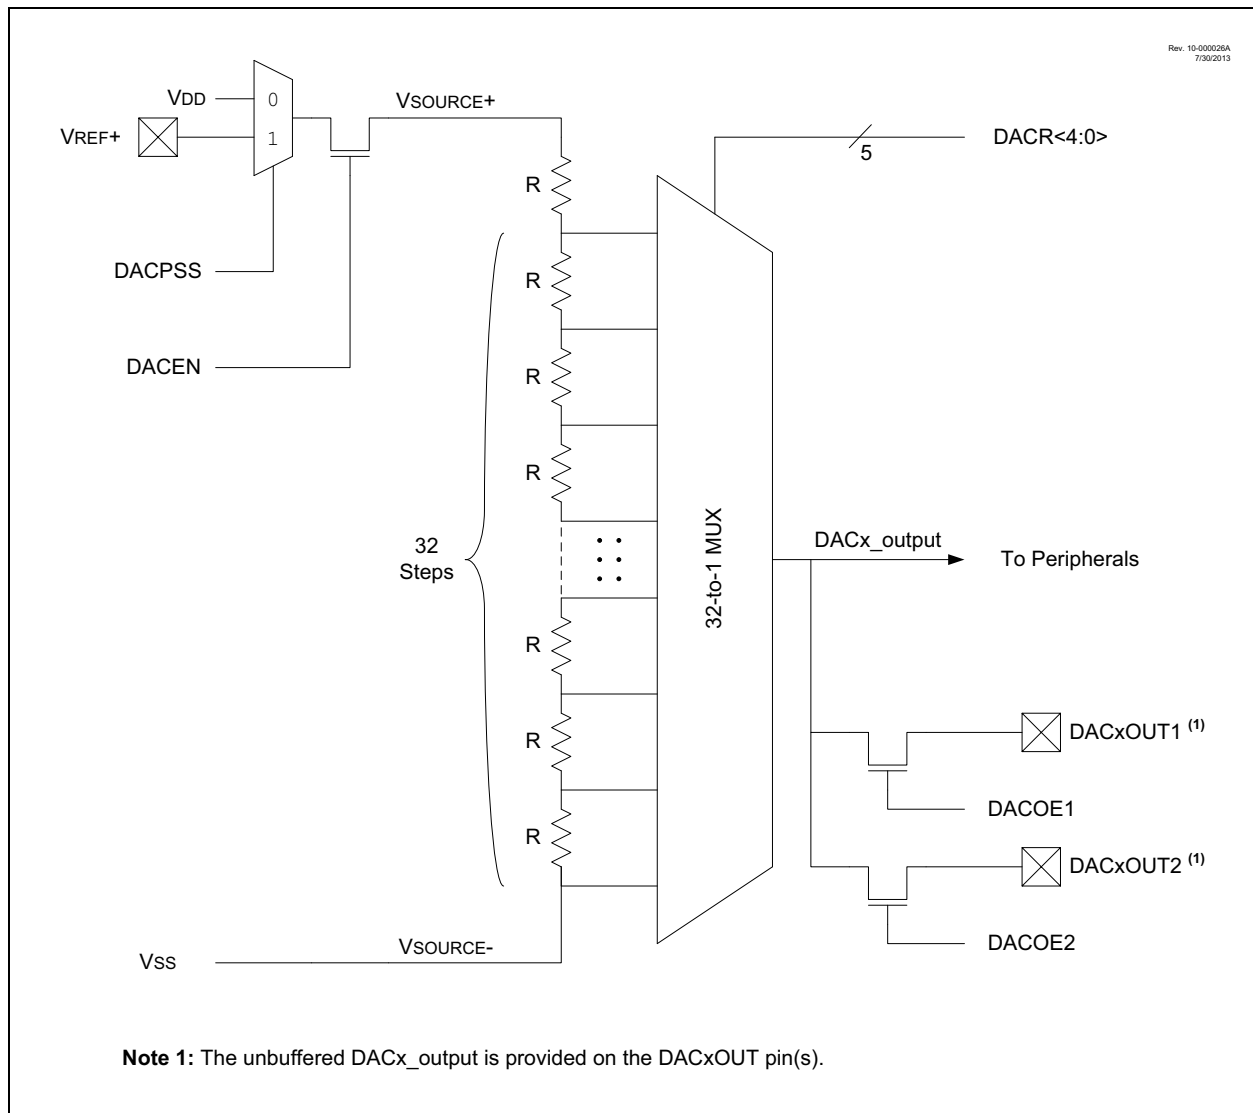 Rev. 10-000026A
7/30/2013
VDD
0
VSOURCE+
VREF+
1
DACR<4:0>
5
R
DACPSS
R
DACEN
R
R
32
Steps
32-to-1 MUX
DACx_output
To Peripherals
R
R
DACxOUT1 (1)
DACOE1
R
DACxOUT2 (1)
DACOE2
VSOURCE-
VSS
Note 1: The unbuffered DACx_output is provided on the DACxOUT pin(s).